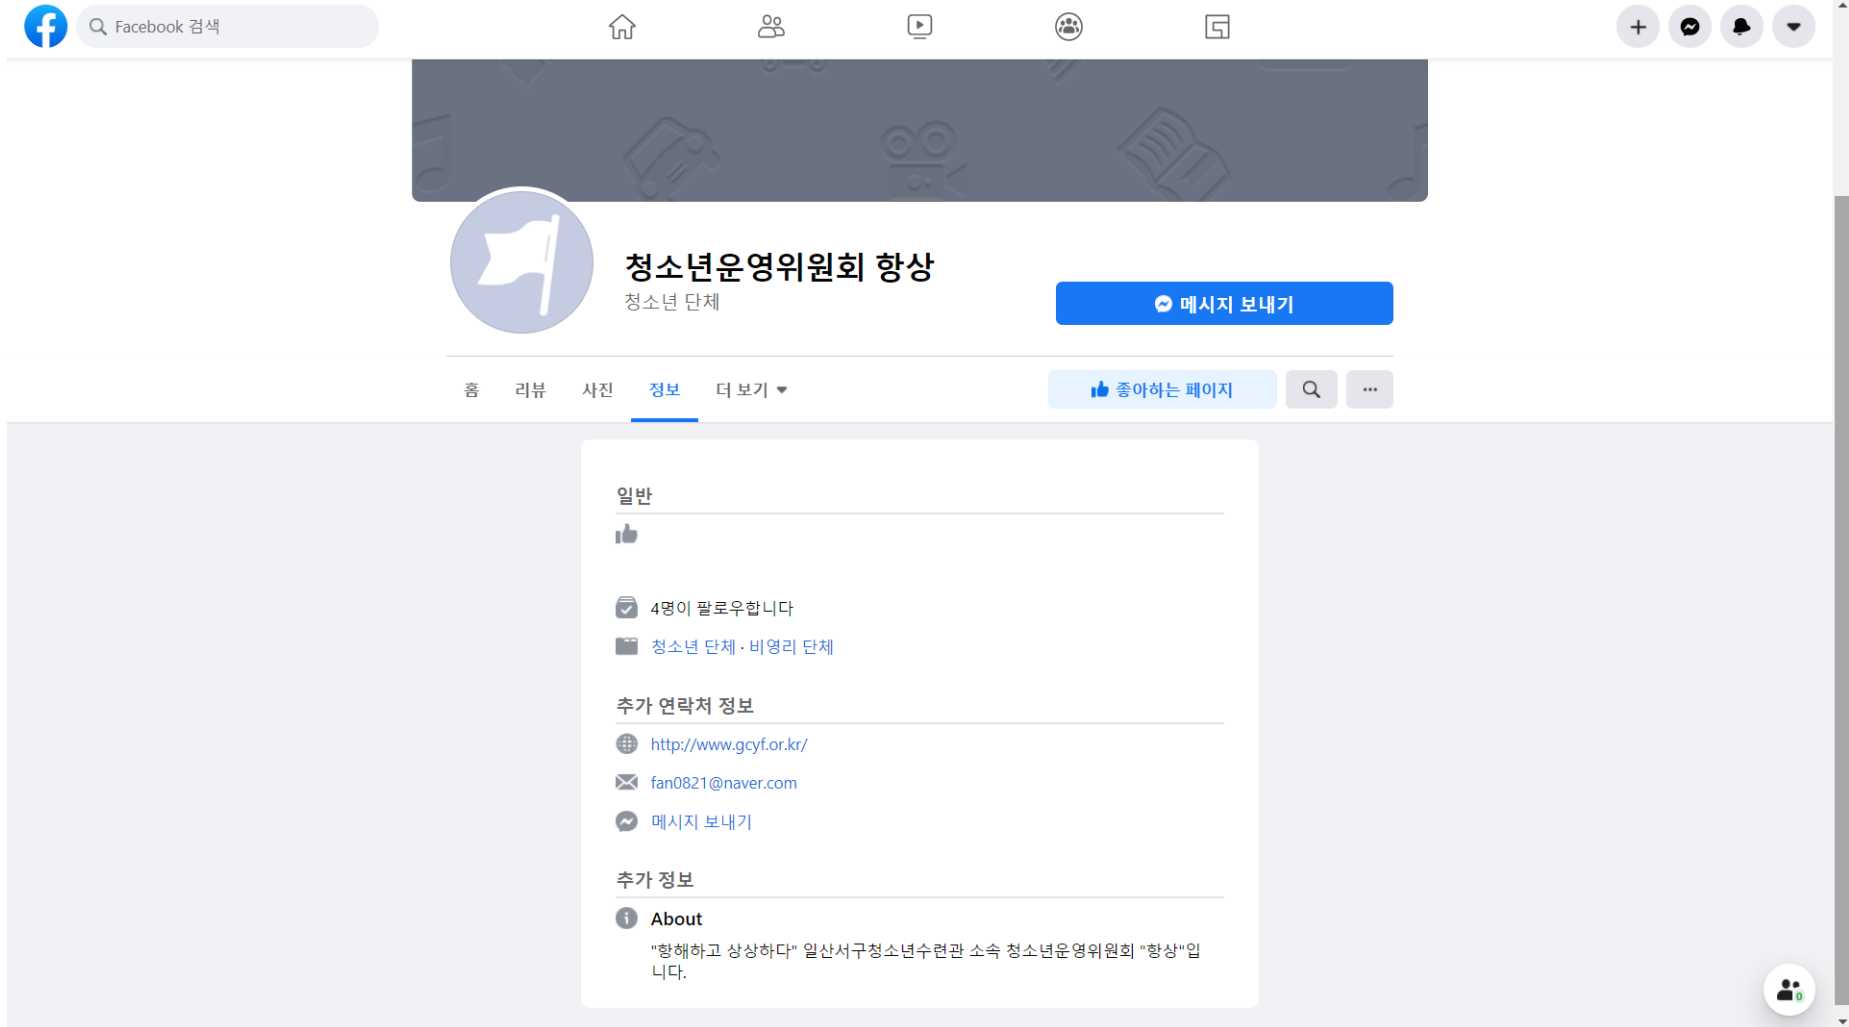 Facebook 검색
청소년운영위원회 항상
청소년 단체
메시지 보내기
홈 리뷰 사진 정보 더 보기
좋아하는 페이지
일반
4명이 팔로우합니다
청소년 단체 · 비영리 단체
추가 연락처 정보
http://www.gcyf.or.kr/
fan0821@naver.com
메시지 보내기
추가 정보
About
"항해하고 상상하다" 일산서구청소년수련관 소속 청소년운영위원회 "항상"입
니다.
0